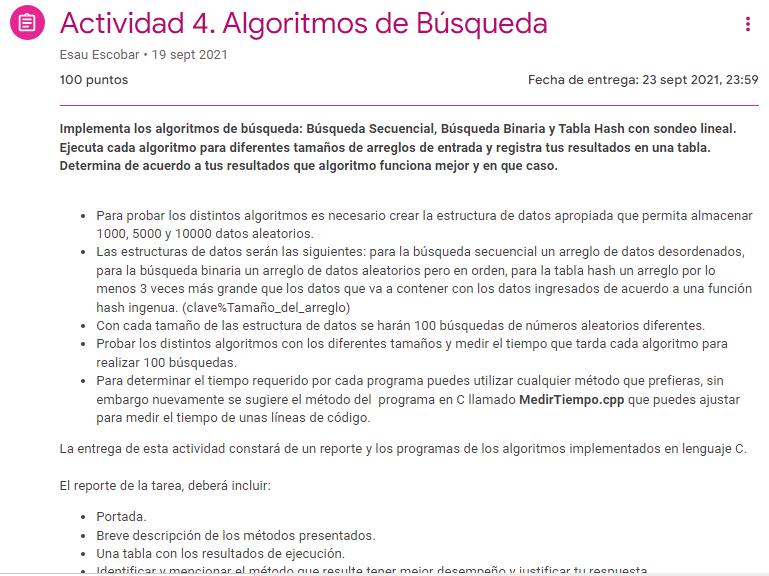 Actividad 4. Algoritmos de Búsqueda
Esau Escobar • 19 sept 2021
100 puntos
Fecha de entrega: 23 sept 2021, 23:59
Implementa los algoritmos de búsqueda: Búsqueda Secuencial, Búsqueda Binaria y Tabla Hash con sondeo lineal.
Ejecuta cada algoritmo para diferentes tamaños de arreglos de entrada y registra tus resultados en una tabla.
Determina de acuerdo a tus resultados que algoritmo funciona mejor y en que caso.
• Para probar los distintos algoritmos es necesario crear la estructura de datos apropiada que permita almacenar
1000, 5000 y 10000 datos aleatorios.
• Las estructuras de datos serán las siguientes: para la búsqueda secuencial un arreglo de datos desordenados,
para la búsqueda binaria un arreglo de datos aleatorios pero en orden, para la tabla hash un arreglo por lo
menos 3 veces más grande que los datos que va a contener con los datos ingresados de acuerdo a una función
hash ingenua. (clave%Tamaño_del_arreglo)
• Con cada tamaño de las estructura de datos se harán 100 búsquedas de números aleatorios diferentes.
• Probar los distintos algoritmos con los diferentes tamaños y medir el tiempo que tarda cada algoritmo para
realizar 100 búsquedas.
• Para determinar el tiempo requerido por cada programa puedes utilizar cualquier método que prefieras, sin
embargo nuevamente se sugiere el método del programa en C llamado MedirTiempo.cpp que puedes ajustar
para medir el tiempo de unas líneas de código.
La entrega de esta actividad constará de un reporte y los programas de los algoritmos implementados en lenguaje C.
El reporte de la tarea, deberá incluir:
• Portada.
• Breve descripción de los métodos presentados.
• Una tabla con los resultados de ejecución.
• Identificar y mencionar el método que resulte tener mejor desempeño y justificar tu respuesta